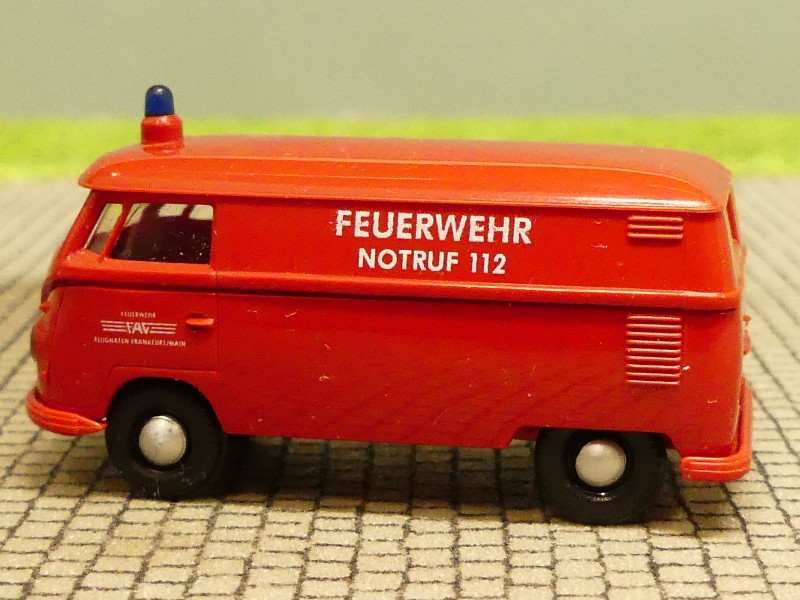 FEUERWEHR
NOTRUF 112
FEUERWEHR
FAG
FLUGHAFEN FRANKFURT/MAIN